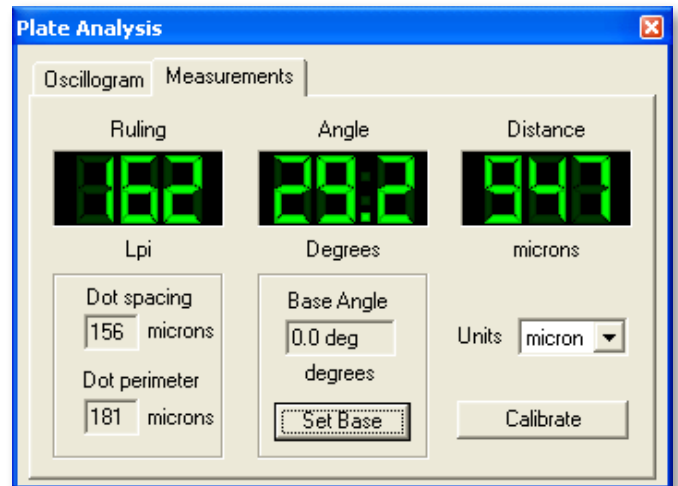 Plate Analysis
Oscillogram Measurements
Ruling Angle Distance
162 29.2 947
Lpi Degrees microns
Dot spacing
156 microns
Dot perimeter
181 microns
Base Angle
0.0 deg
degrees
Set Base
Units micron
Calibrate